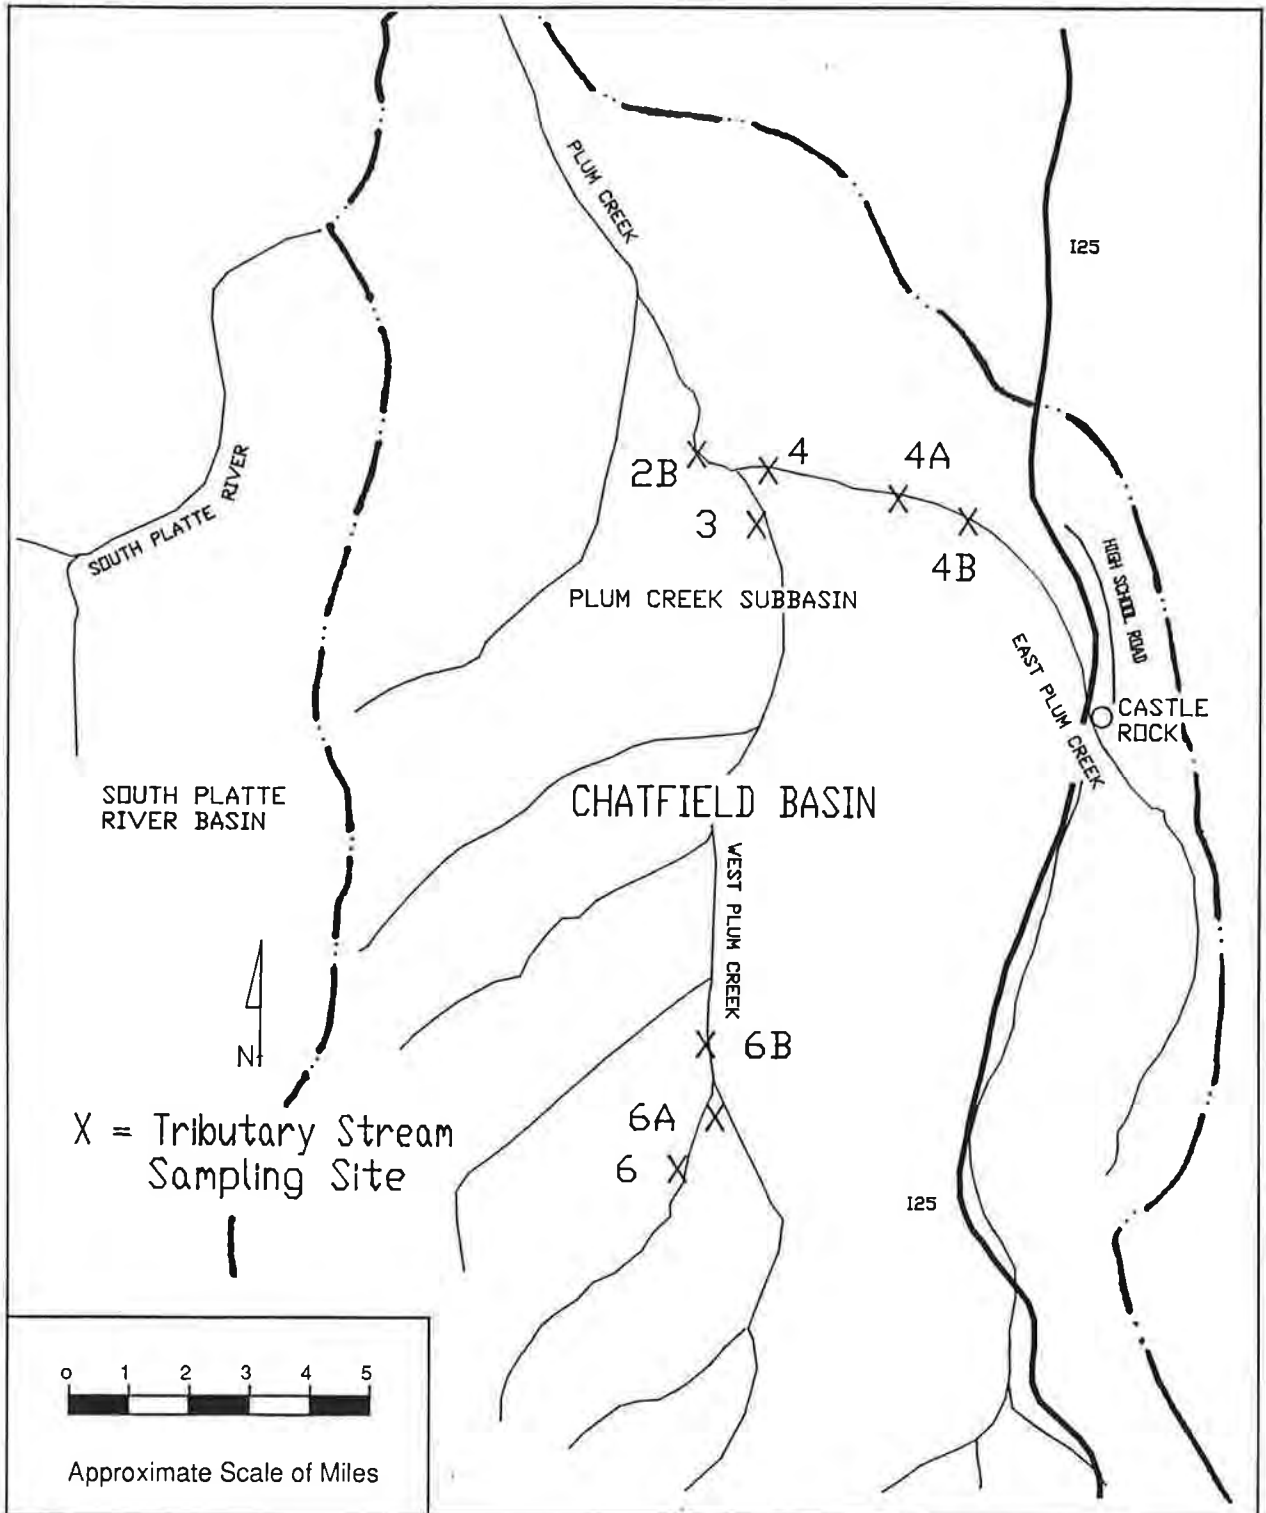 PLUM CREEK
I25
2B
4
4A
3
4B
SOUTH PLATTE
RIVER
HIGH SCHOOL ROAD
PLUM CREEK SUBBASIN
EAST PLUM CREEK
CASTLE
ROCK
SOUTH PLATTE
RIVER BASIN
CHATFIELD BASIN
WEST PLUM CREEK
N
6B
6A
6
X = Tributary Stream
Sampling Site
I25
0 1 2 3 4 5
Approximate Scale of Miles